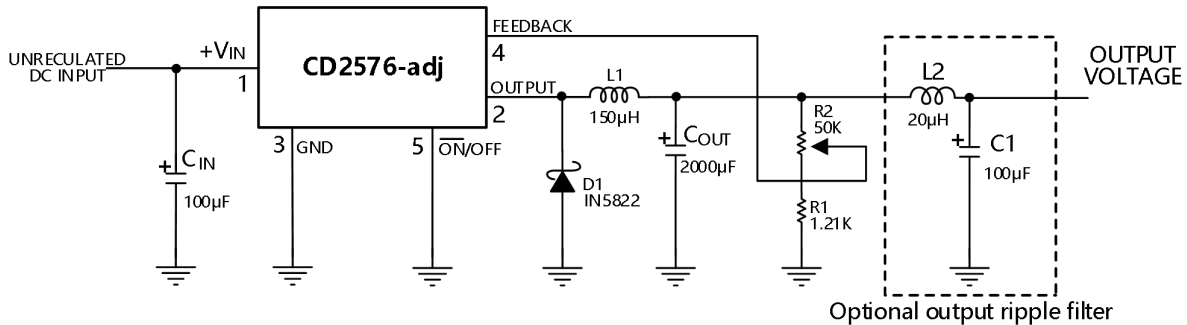 UNRECULATED
DC INPUT
+VIN
1
CIN
+
100µF
CD2576-adj
3
GND
5
ON/OFF
FEEDBACK
4
OUTPUT
2
L1
150µH
D1
IN5822
+
COUT
2000µF
R2
50K
R1
1.21K
L2
20µH
+
C1
100µF
OUTPUT
VOLTAGE
Optional output ripple filter